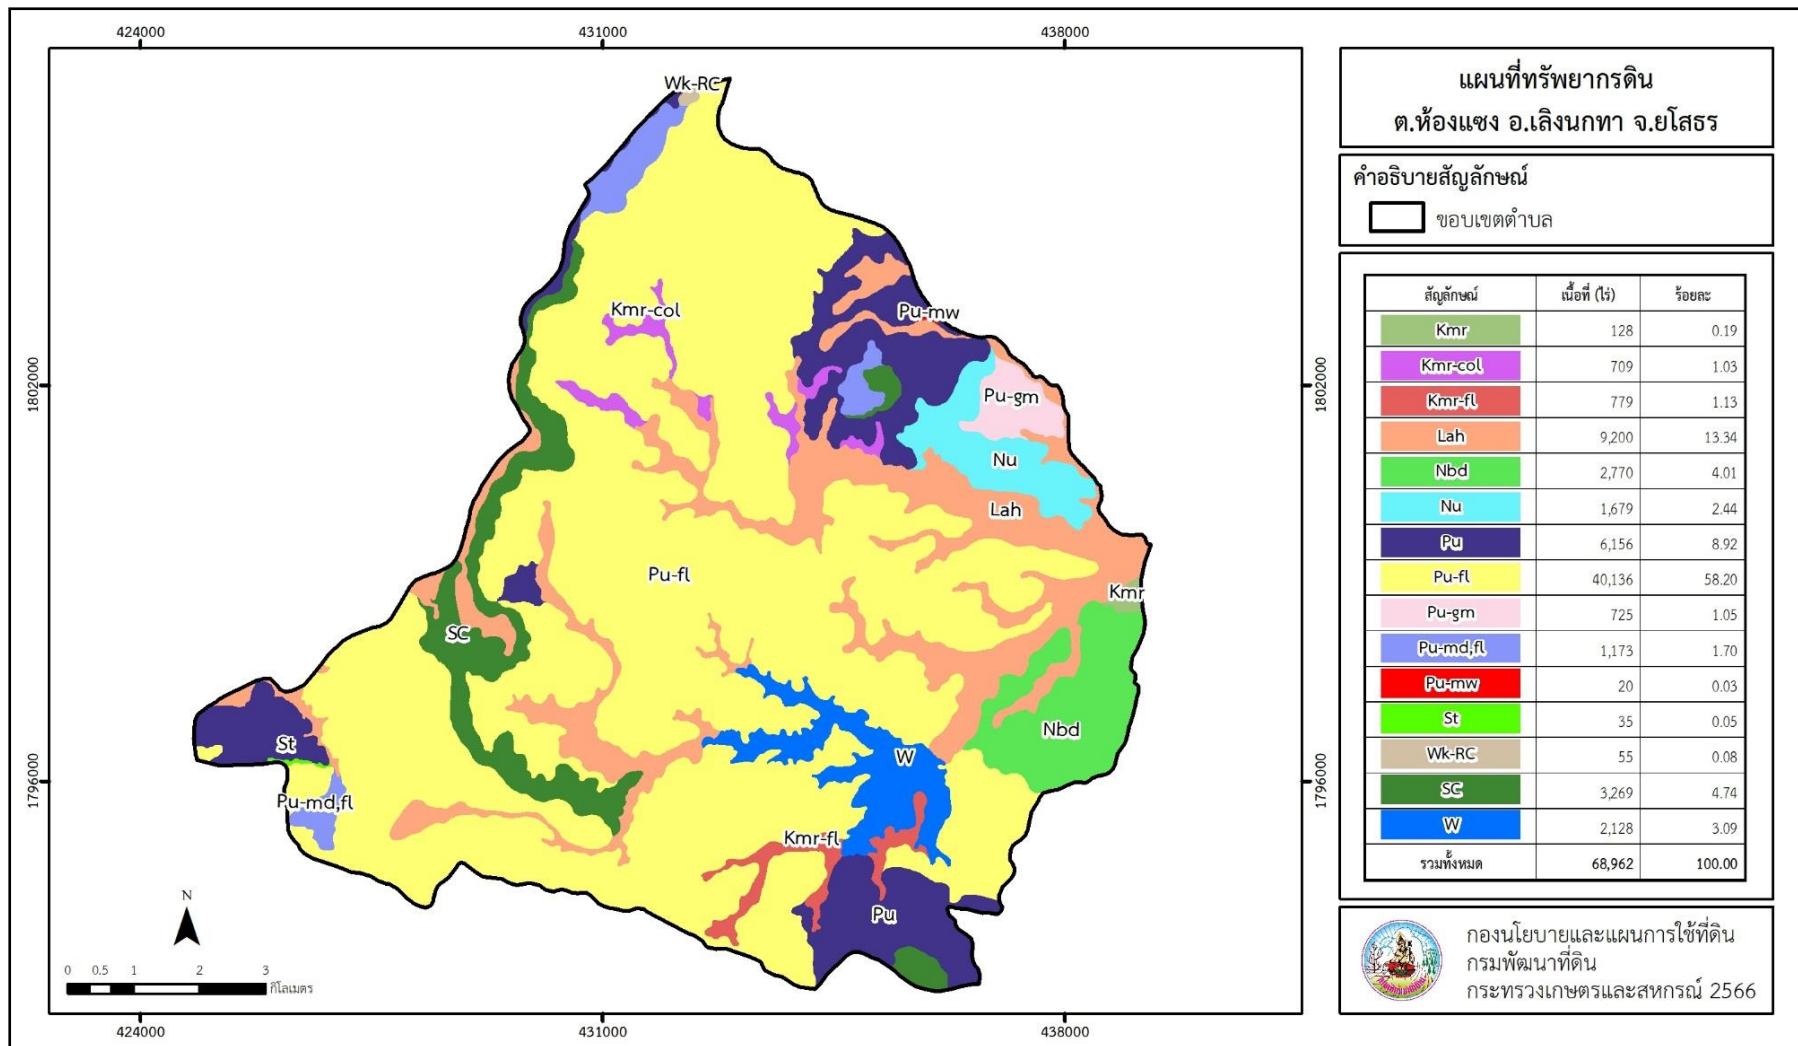 424000
431000
438000
Wk-RC
Kmr-col
Pu-mw
1802000
1802000
Pu-gm
Nu
Lah
Pu-fl
Kmr
SC
Nbd
St
W
1796000
1796000
Pu-md,fl
Kmr-fl
Pu
N
0 0.5 1 2 3
กิโลเมตร
424000
431000
438000
แผนที่ทรัพยากรดิน
ต.ห้องแซง อ.เลิงนกทา จ.ยโสธร
คำอธิบายสัญลักษณ์
ขอบเขตตำบล
สัญลักษณ์ เนื้อที่ (ไร่) ร้อยละ
Kmr 128 0.19
Kmr-col 709 1.03
Kmr-fl 779 1.13
Lah 9,200 13.34
Nbd 2,770 4.01
Nu 1,679 2.44
Pu 6,156 8.92
Pu-fl 40,136 58.20
Pu-gm 725 1.05
Pu-md,fl 1,173 1.70
Pu-mw 20 0.03
St 35 0.05
Wk-RC 55 0.08
SC 3,269 4.74
W 2,128 3.09
รวมทั้งหมด 68,962 100.00
กองนโยบายและแผนการใช้ที่ดิน
กรมพัฒนาที่ดิน
กระทรวงเกษตรและสหกรณ์ 2566